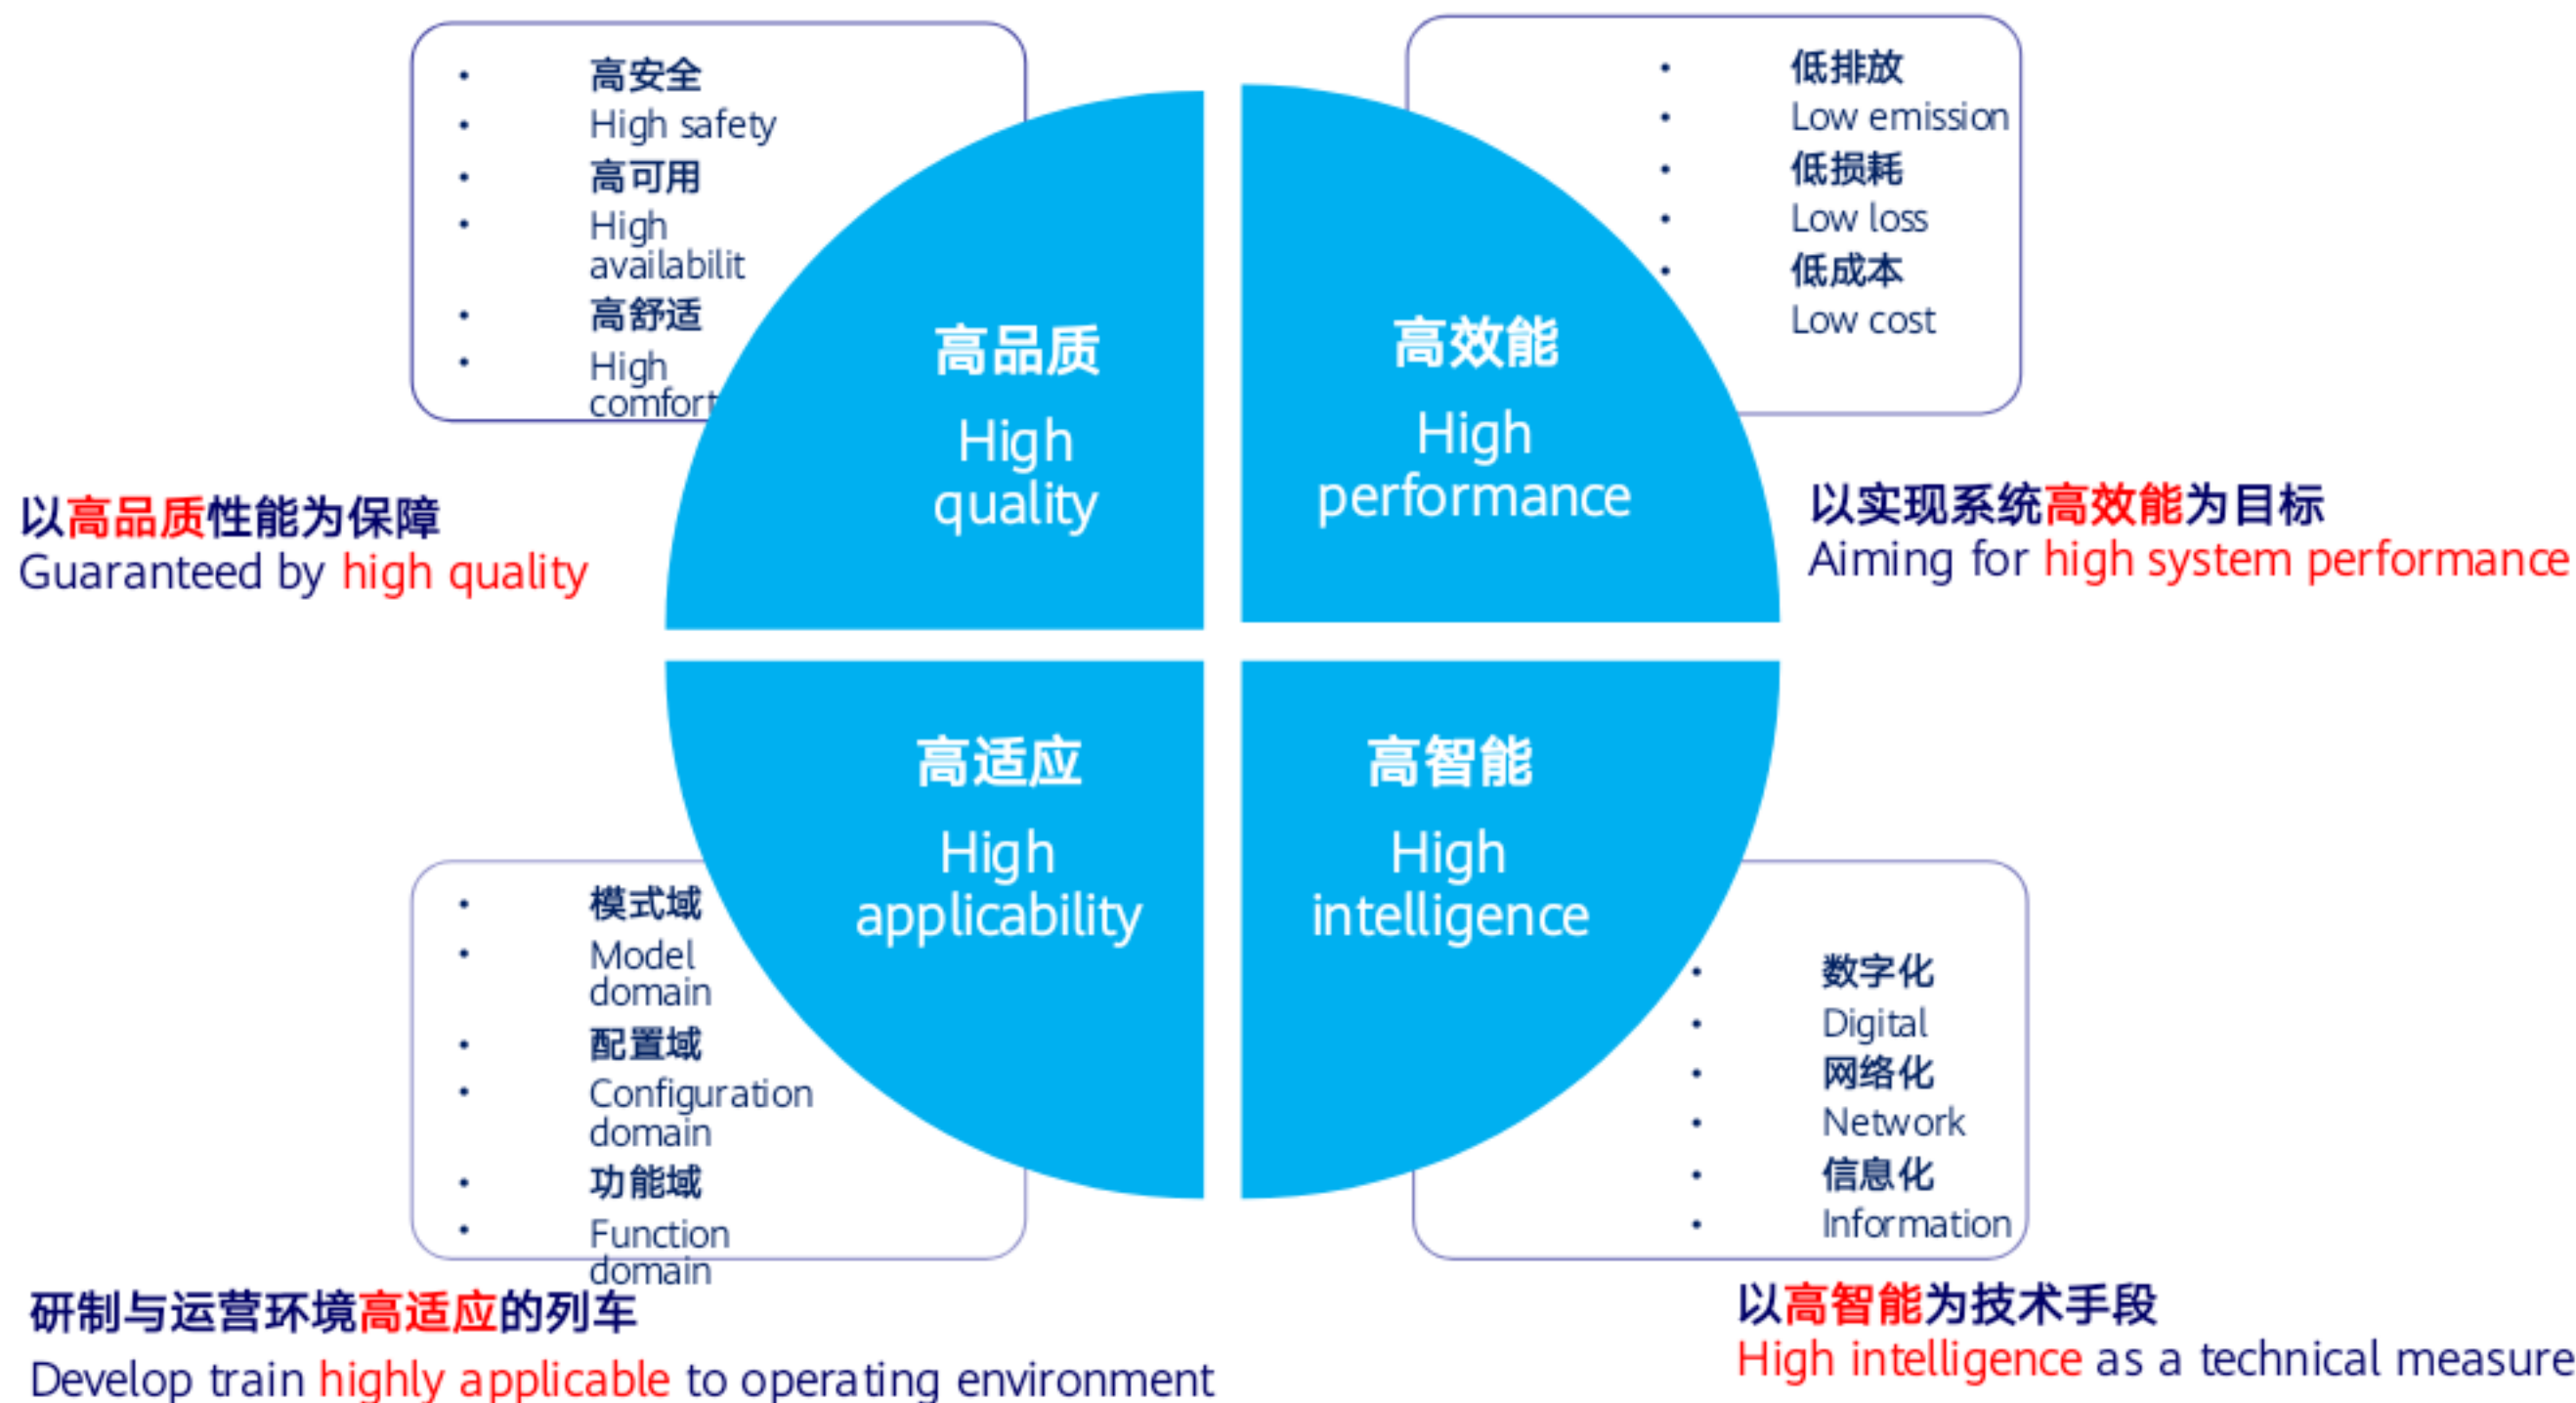 • 高安全
• High safety
• 高可用
• High
availabilit
• 高舒适
• High
comfort
• 低排放
• Low emission
• 低损耗
• Low loss
• 低成本
Low cost
高品质
High
quality
高效能
High
performance
以高品质性能为保障
Guaranteed by high quality
以实现系统高效能为目标
Aiming for high system performance
高适应
High
applicability
高智能
High
intelligence
• 模式域
• Model
domain
• 配置域
• Configuration
domain
• 功能域
• Function
domain
• 数字化
• Digital
• 网络化
• Network
• 信息化
• Information
研制与运营环境高适应的列车
Develop train highly applicable to operating environment
以高智能为技术手段
High intelligence as a technical measure